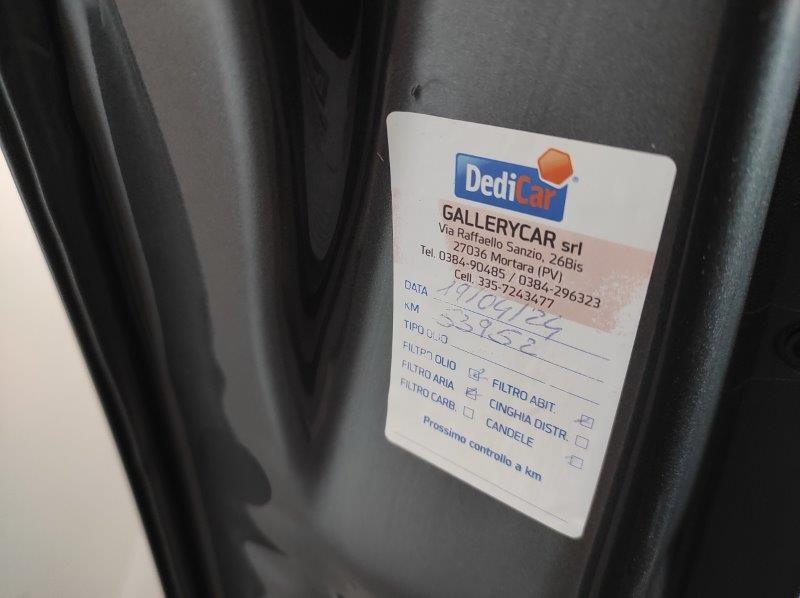 DediCar
GALLERYCAR srl
Via Raffaello Sanzio, 26Bis
27036 Mortara (PV)
Tel. 0384-90485 / 0384-296323
Cell. 335-7243477
DATA 19/04/24
KM 53952
TIPO OLIO
FILTRO OLIO FILTRO ABIT.
FILTRO ARIA CINGHIA DISTR.
FILTRO CARB. CANDELE
Prossimo controllo a km